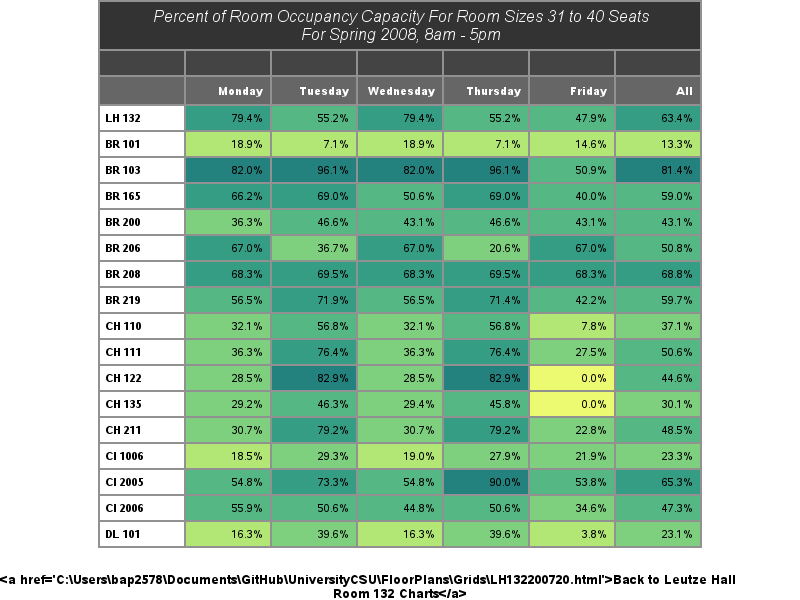 Percent of Room Occupancy Capacity For Room Sizes 31 to 40 Seats
For Spring 2008, 8am - 5pm
Monday Tuesday Wednesday Thursday Friday All
LH 132 79.4% 55.2% 79.4% 55.2% 47.9% 63.4%
BR 101 18.9% 7.1% 18.9% 7.1% 14.6% 13.3%
BR 103 82.0% 96.1% 82.0% 96.1% 50.9% 81.4%
BR 165 66.2% 69.0% 50.6% 69.0% 40.0% 59.0%
BR 200 36.3% 46.6% 43.1% 46.6% 43.1% 43.1%
BR 206 67.0% 36.7% 67.0% 20.6% 67.0% 50.8%
BR 208 68.3% 69.5% 68.3% 69.5% 68.3% 68.8%
BR 219 56.5% 71.9% 56.5% 71.4% 42.2% 59.7%
CH 110 32.1% 56.8% 32.1% 56.8% 7.8% 37.1%
CH 111 36.3% 76.4% 36.3% 76.4% 27.5% 50.6%
CH 122 28.5% 82.9% 28.5% 82.9% 0.0% 44.6%
CH 135 29.2% 46.3% 29.4% 45.8% 0.0% 30.1%
CH 211 30.7% 79.2% 30.7% 79.2% 22.8% 48.5%
CI 1006 18.5% 29.3% 19.0% 27.9% 21.9% 23.3%
CI 2005 54.8% 73.3% 54.8% 90.0% 53.8% 65.3%
CI 2006 55.9% 50.6% 44.8% 50.6% 34.6% 47.3%
DL 101 16.3% 39.6% 16.3% 39.6% 3.8% 23.1%
<a href='C:\Users\bap2578\Documents\GitHub\UniversityCSU\FloorPlans\Grids\LH132200720.html'>Back to Leutze Hall
Room 132 Charts</a>